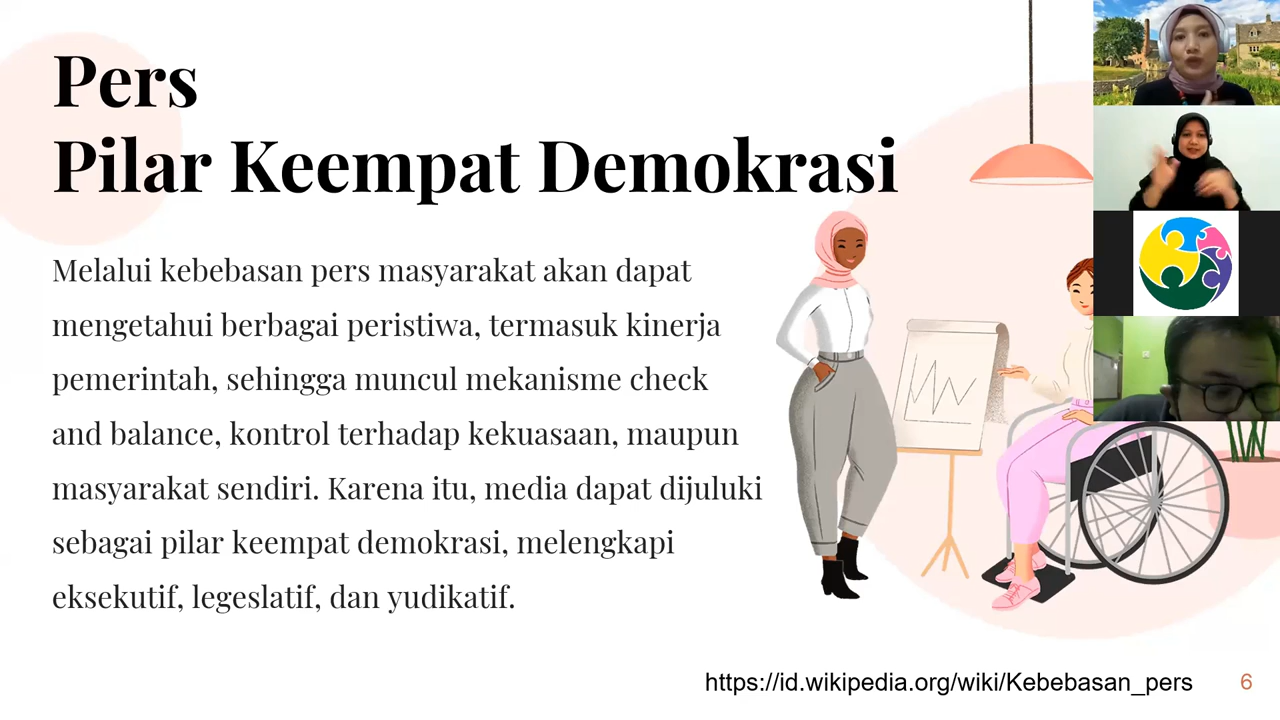 Pers
Pilar Keempat Demokrasi
Melalui kebebasan pers masyarakat akan dapat
mengetahui berbagai peristiwa, termasuk kinerja
pemerintah, sehingga muncul mekanisme check
and balance, kontrol terhadap kekuasaan, maupun
masyarakat sendiri. Karena itu, media dapat dijuluki
sebagai pilar keempat demokrasi, melengkapi
eksekutif, legeslatif, dan yudikatif.
https://id.wikipedia.org/wiki/Kebebasan_pers
6